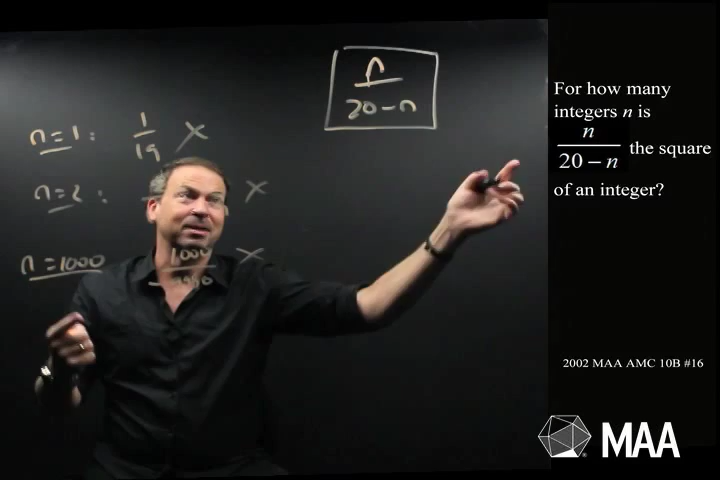 n
20 - n
n = 1 : 1 X
19
n = 2 : X
n = 1000 1000 X
For how many
integers n is
n
20 − n the square
of an integer?
2002 MAA AMC 10B #16
MAA